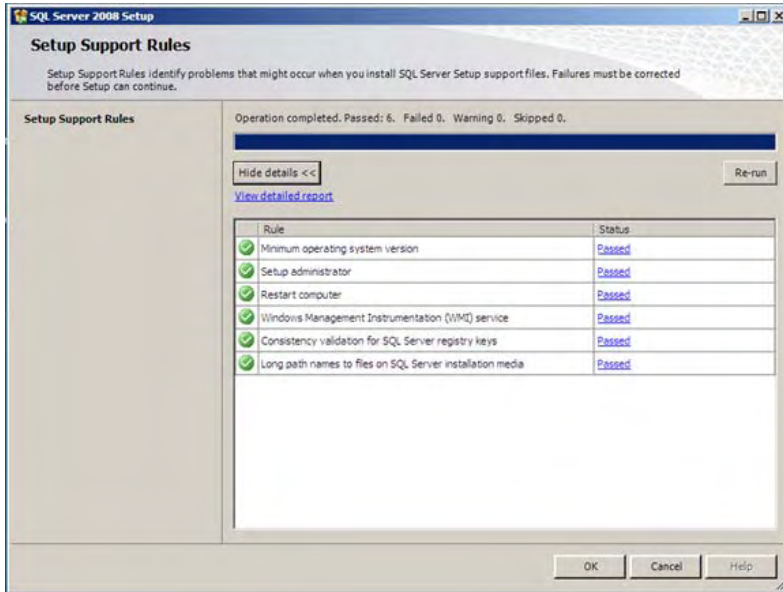 SQL Server 2008 Setup
Setup Support Rules
Setup Support Rules identify problems that might occur when you install SQL Server Setup support files. Failures must be corrected
before Setup can continue.
Setup Support Rules
Operation completed. Passed: 6. Failed 0. Warning 0. Skipped 0.
Hide details <<
Re-run
View detailed report
Rule Status
Minimum operating system version Passed
Setup administrator Passed
Restart computer Passed
Windows Management Instrumentation (WMI) service Passed
Consistency validation for SQL Server registry keys Passed
Long path names to files on SQL Server installation media Passed
OK Cancel Help